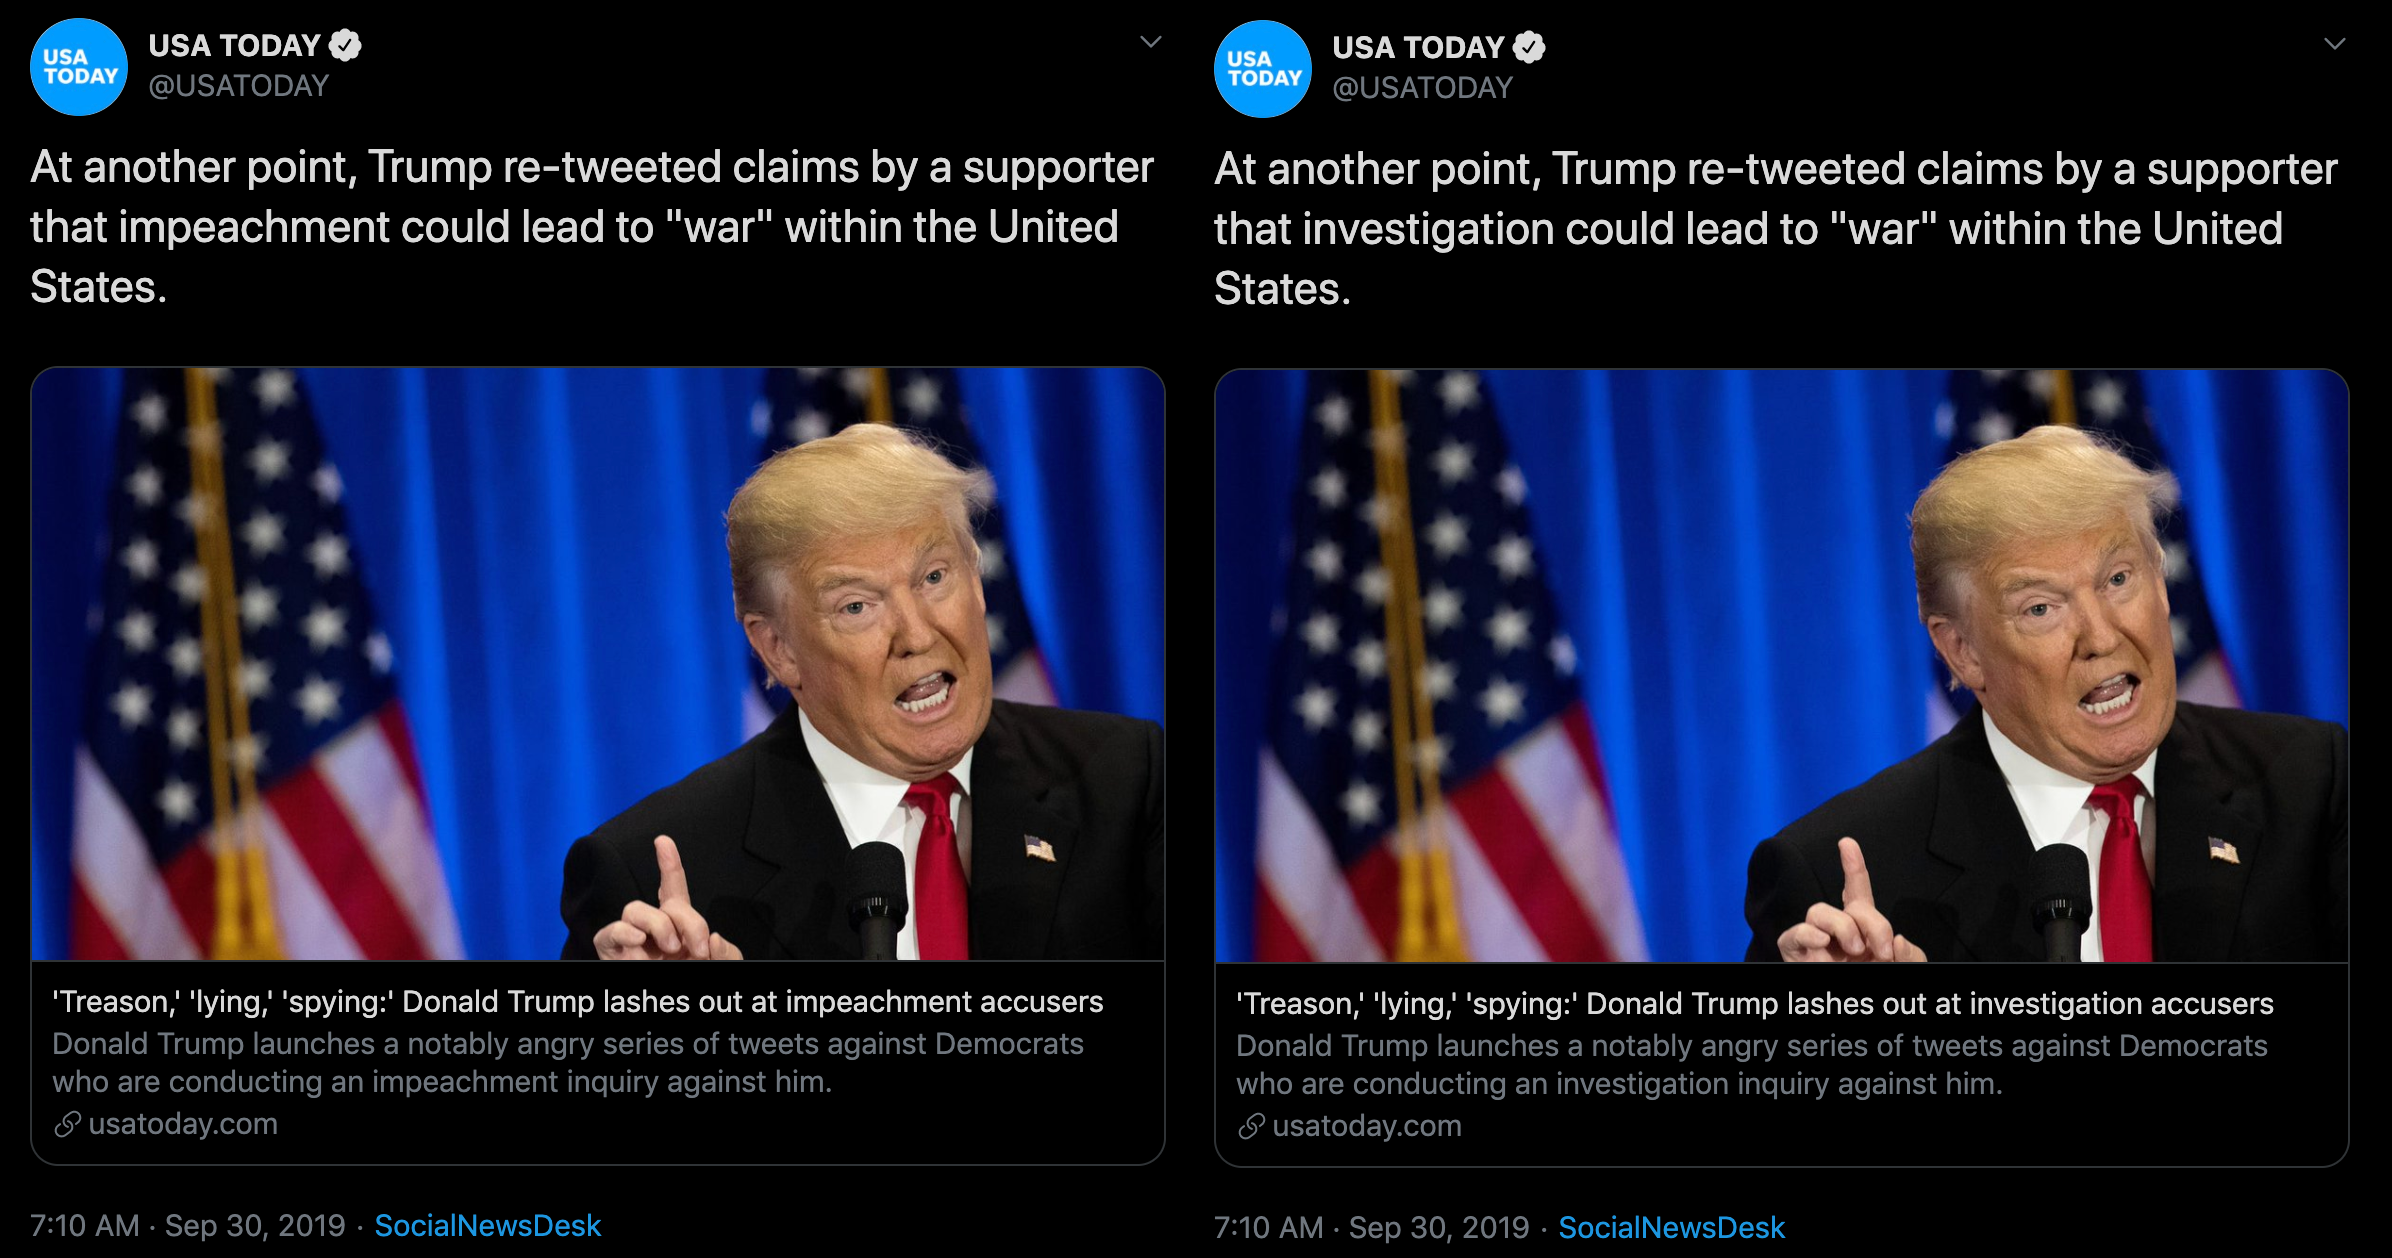 USA
TODAY
USA TODAY
@USATODAY
At another point, Trump re-tweeted claims by a supporter
that impeachment could lead to "war" within the United
States.
'Treason,' 'lying,' 'spying:' Donald Trump lashes out at impeachment accusers
Donald Trump launches a notably angry series of tweets against Democrats
who are conducting an impeachment inquiry against him.
usatoday.com
7:10 AM · Sep 30, 2019 · SocialNewsDesk
USA
TODAY
USA TODAY
@USATODAY
At another point, Trump re-tweeted claims by a supporter
that investigation could lead to "war" within the United
States.
'Treason,' 'lying,' 'spying:' Donald Trump lashes out at investigation accusers
Donald Trump launches a notably angry series of tweets against Democrats
who are conducting an investigation inquiry against him.
usatoday.com
7:10 AM · Sep 30, 2019 · SocialNewsDesk